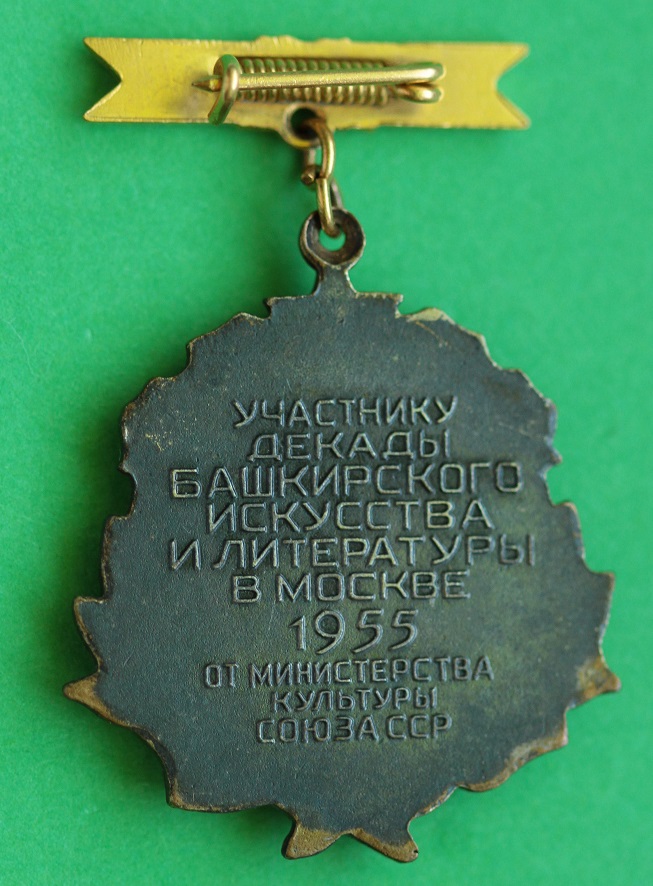 УЧАСТНИКУ
ДЕКАДЫ
БАШКИРСКОГО
ИСКУССТВА
И ЛИТЕРАТУРЫ
В МОСКВЕ
1955
ОТ МИНИСТЕРСТВА
КУЛЬТУРЫ
СОЮЗА ССР